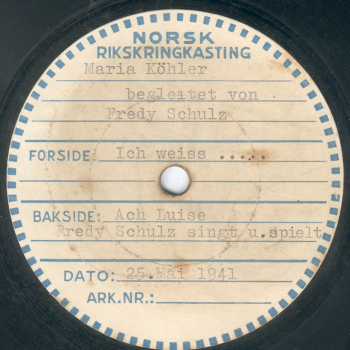 NORSK
RIKSKRINGKASTING
Maria Köhler
begleitet von
Fredy Schulz
FORSIDE: Ich weiss .....
BAKSIDE: Ach Luise
Fredy Schulz singt u.spielt
DATO: 25.Mai 1941
ARK.NR.: